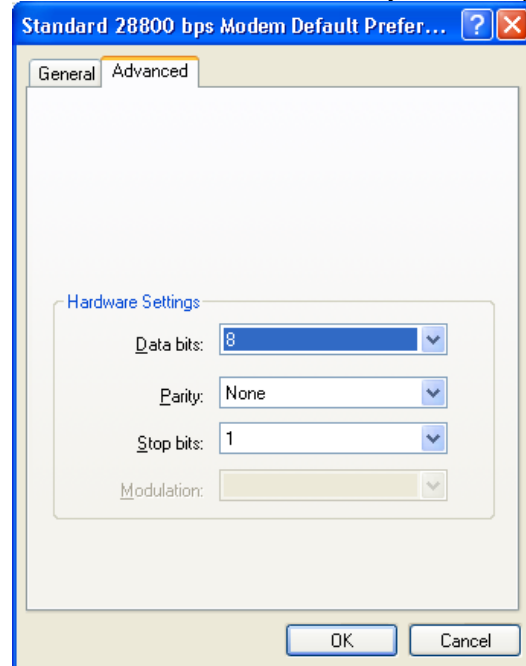 Standard 28800 bps Modem Default Prefer...
General Advanced
Hardware Settings
Data bits: 8
Parity: None
Stop bits: 1
Modulation:
OK Cancel